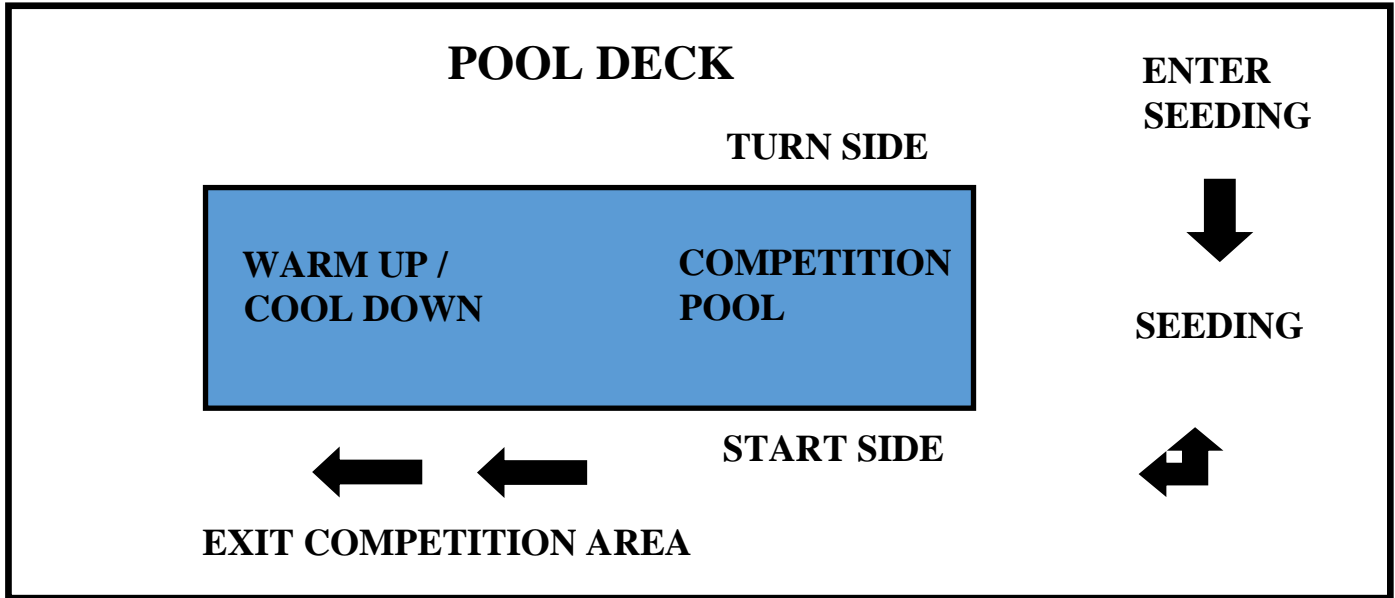 POOL DECK
ENTER
SEEDING
TURN SIDE
WARM UP /
COOL DOWN
COMPETITION
POOL
SEEDING
START SIDE
EXIT COMPETITION AREA